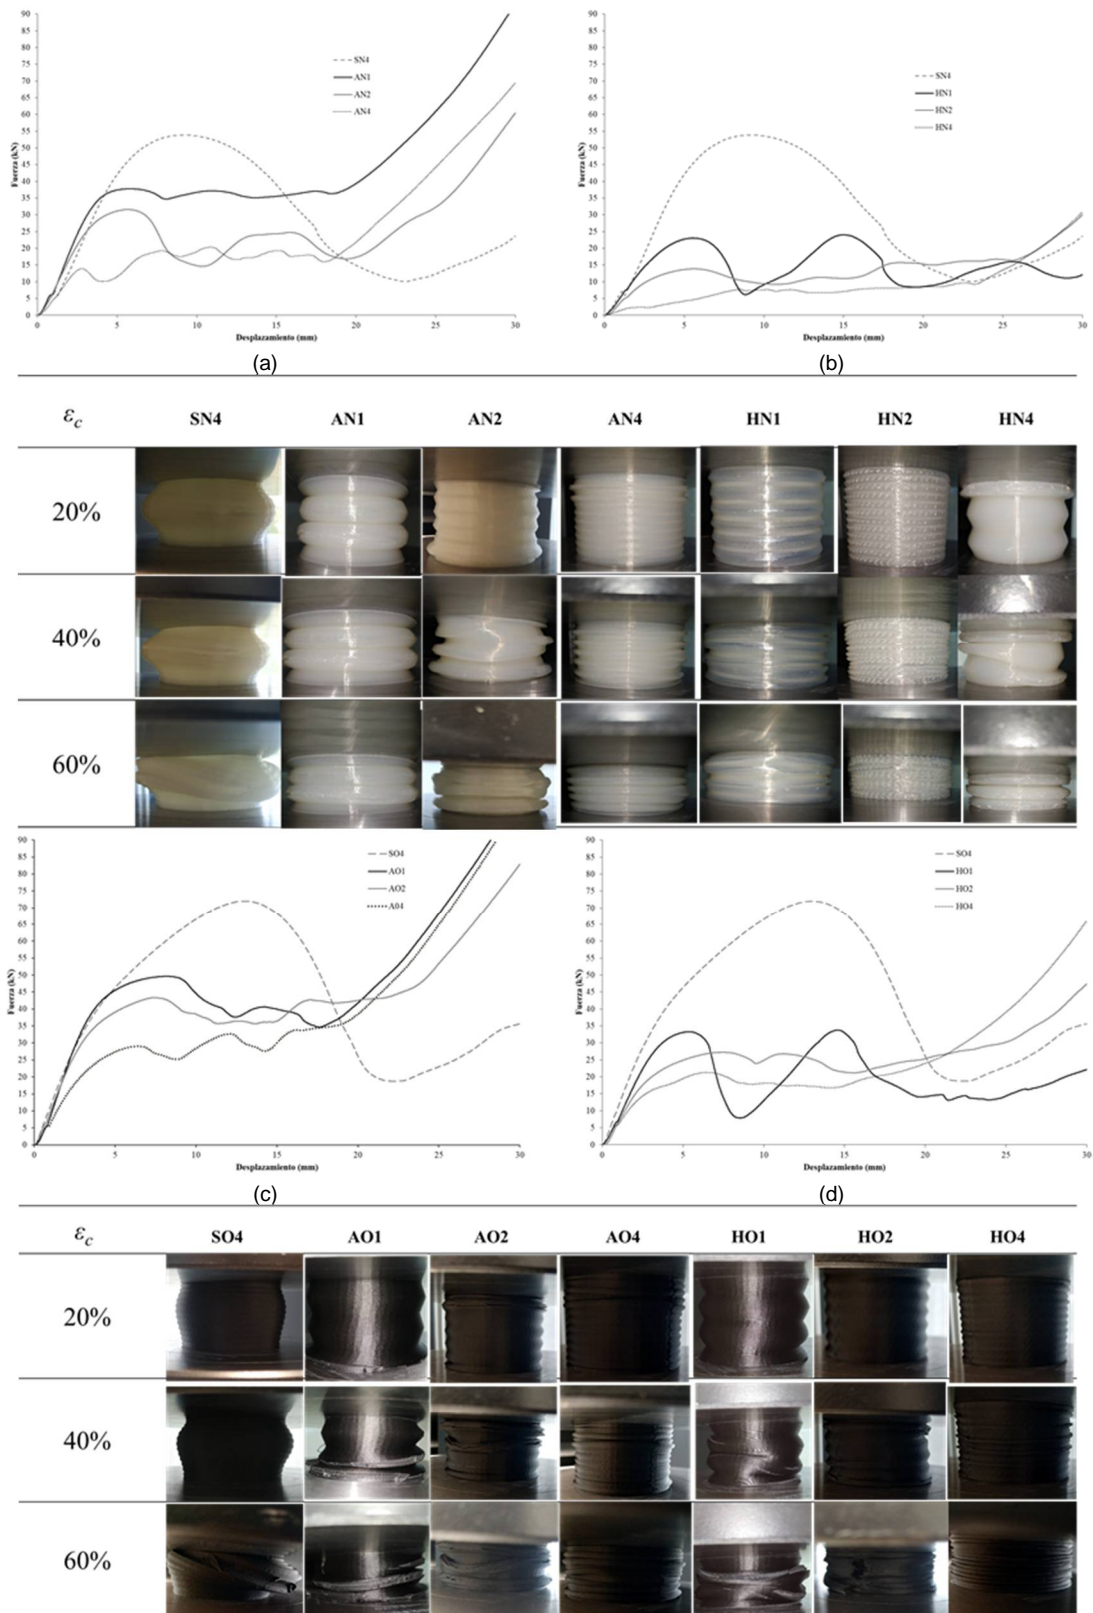 90
85
80
75
70
65
60
55
50
45
40
35
30
25
20
15
10
5
0
Fuerza (kN)
SN4
AN1
AN2
AN4
0 5 10 15 20 25 30
Desplazamiento (mm)
(a)
90
85
80
75
70
65
60
55
50
45
40
35
30
25
20
15
10
5
0
Fuerza (kN)
SN4
HN1
HN2
HN4
0 5 10 15 20 25 30
Desplazamiento (mm)
(b)
εc SN4 AN1 AN2 AN4 HN1 HN2 HN4
20%
40%
60%
90
85
80
75
70
65
60
55
50
45
40
35
30
25
20
15
10
5
0
Fuerza (kN)
SO4
AO1
AO2
A04
0 5 10 15 20 25 30
Desplazamiento (mm)
(c)
90
85
80
75
70
65
60
55
50
45
40
35
30
25
20
15
10
5
0
Fuerza (kN)
SO4
HO1
HO2
HO4
0 5 10 15 20 25 30
Desplazamiento (mm)
(d)
εc SO4 AO1 AO2 AO4 HO1 HO2 HO4
20%
40%
60%